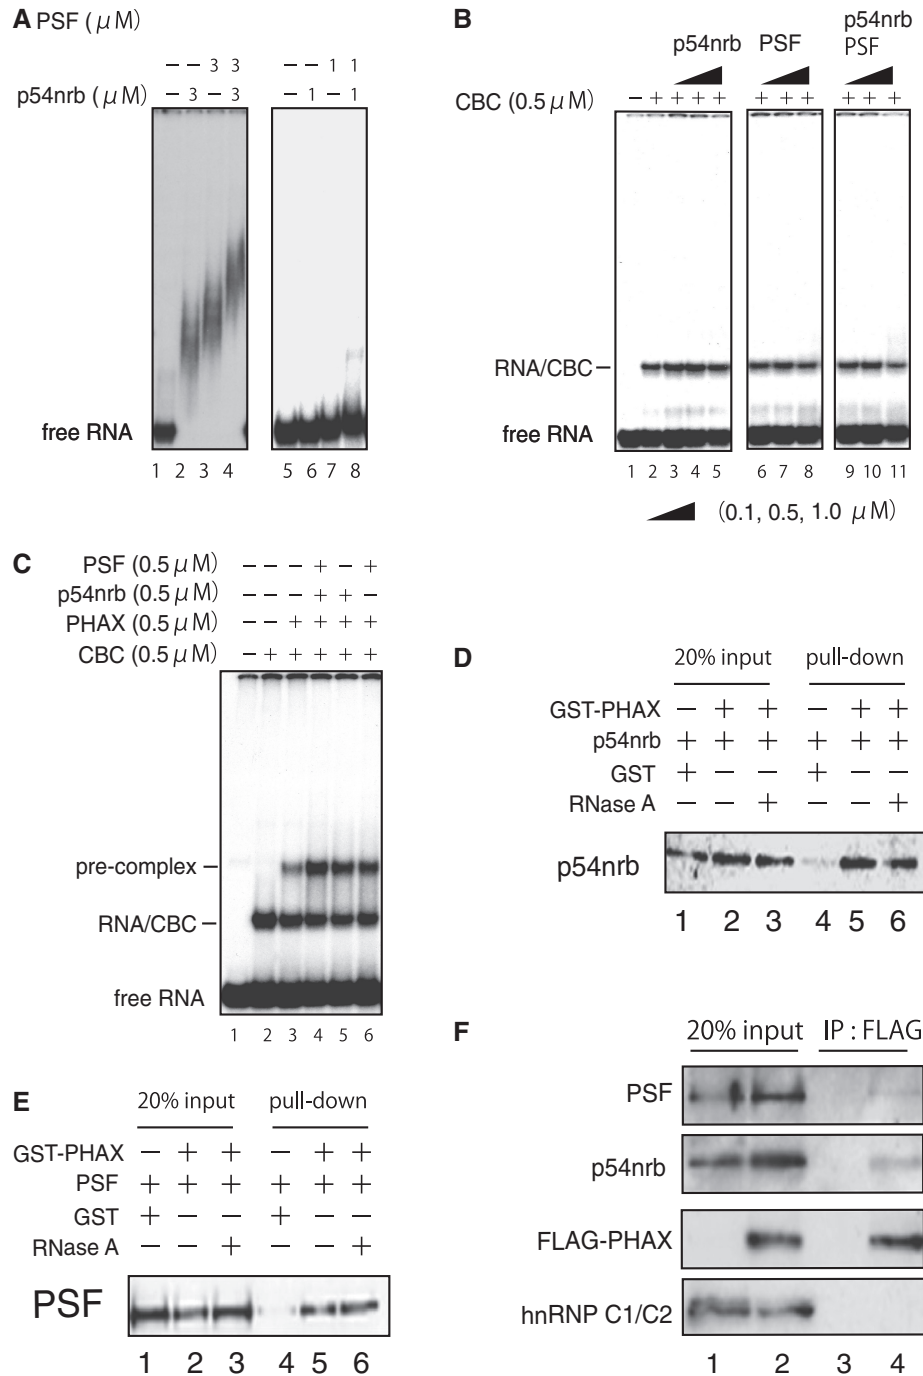 A PSF (μM)
– – 3 3 – – 1 1
p54nrb (μM) – 3 – 3 – 1 – 1
free RNA
1 2 3 4 5 6 7 8
B
p54nrb PSF p54nrb
PSF
CBC (0.5 μM) – + + + + + + + + + +
RNA/CBC –
free RNA
1 2 3 4 5 6 7 8 9 10 11
(0.1, 0.5, 1.0 μM)
C
PSF (0.5 μM) – – – + – +
p54nrb (0.5 μM) – – – + + –
PHAX (0.5 μM) – – + + + +
CBC (0.5 μM) – + + + + +
pre-complex –
RNA/CBC –
free RNA
1 2 3 4 5 6
D
20% input pull-down
GST-PHAX – + + – + +
p54nrb + + + + + +
GST + – – + – –
RNase A – – + – – +
p54nrb
1 2 3 4 5 6
E
20% input pull-down
GST-PHAX – + + – + +
PSF + + + + + +
GST + – – + – –
RNase A – – + – – +
PSF
1 2 3 4 5 6
F
20% input IP : FLAG
PSF
p54nrb
FLAG-PHAX
hnRNP C1/C2
1 2 3 4